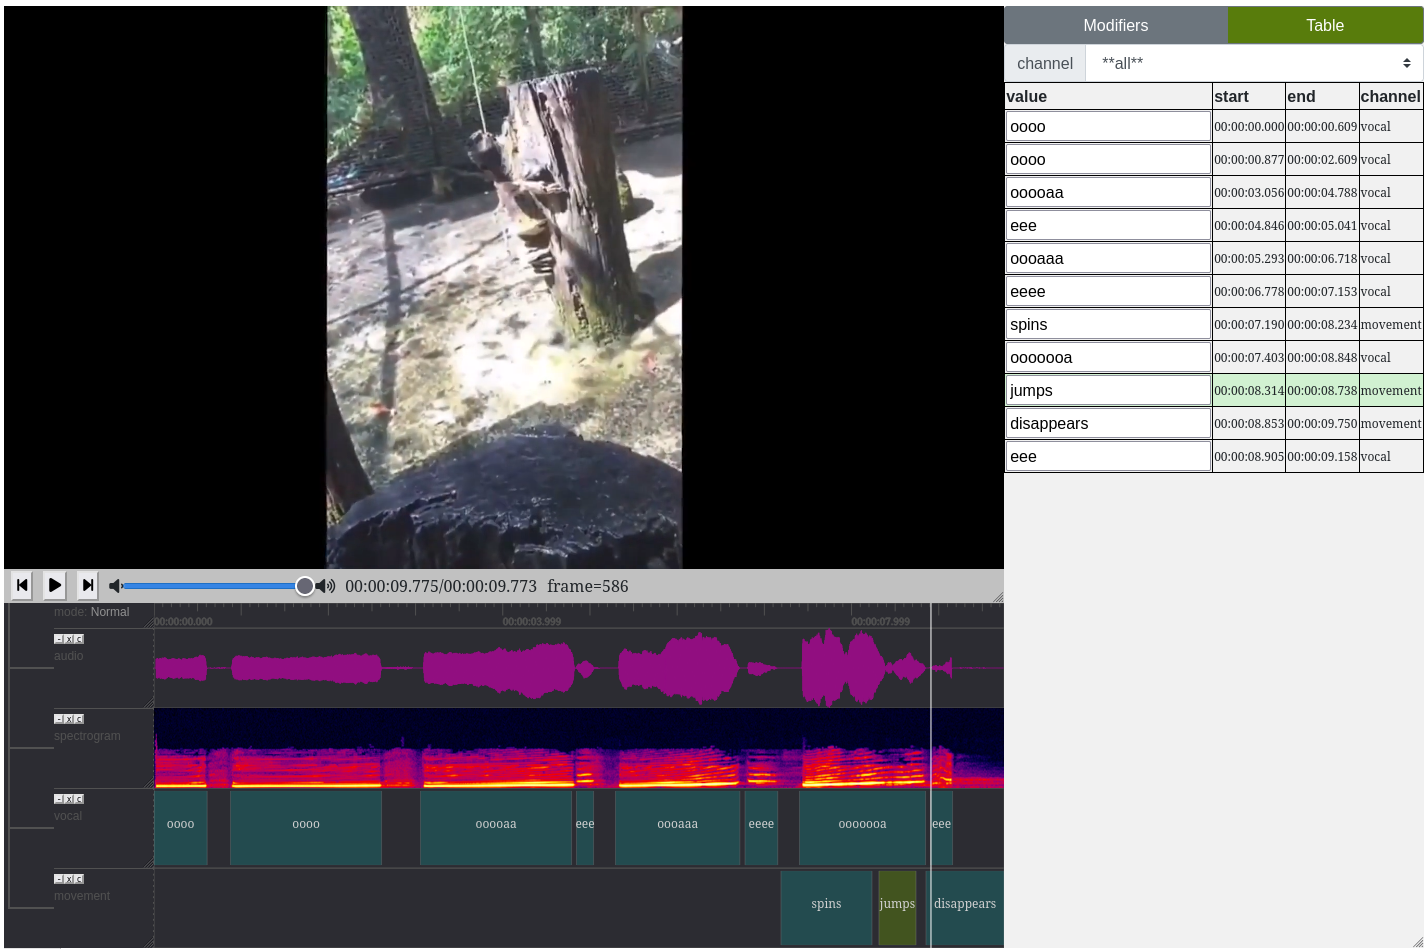 Modifiers Table
channel **all**
value start end channel
oooo 00:00:00.000 00:00:00.609 vocal
oooo 00:00:00.877 00:00:02.609 vocal
ooooaa 00:00:03.056 00:00:04.788 vocal
eee 00:00:04.846 00:00:05.041 vocal
oooaaa 00:00:05.293 00:00:06.718 vocal
eeee 00:00:06.778 00:00:07.153 vocal
spins 00:00:07.190 00:00:08.234 movement
ooooooa 00:00:07.403 00:00:08.848 vocal
jumps 00:00:08.314 00:00:08.738 movement
disappears 00:00:08.853 00:00:09.750 movement
eee 00:00:08.905 00:00:09.158 vocal
00:00:09.775/00:00:09.773 frame=586
mode: Normal
00:00:00.000 00:00:03.999 00:00:07.999
- x c
audio
- x c
spectrogram
- x c
vocal
oooo oooo ooooaa eee oooaaa eeee ooooooa eee
- x c
movement
spins jumps disappears